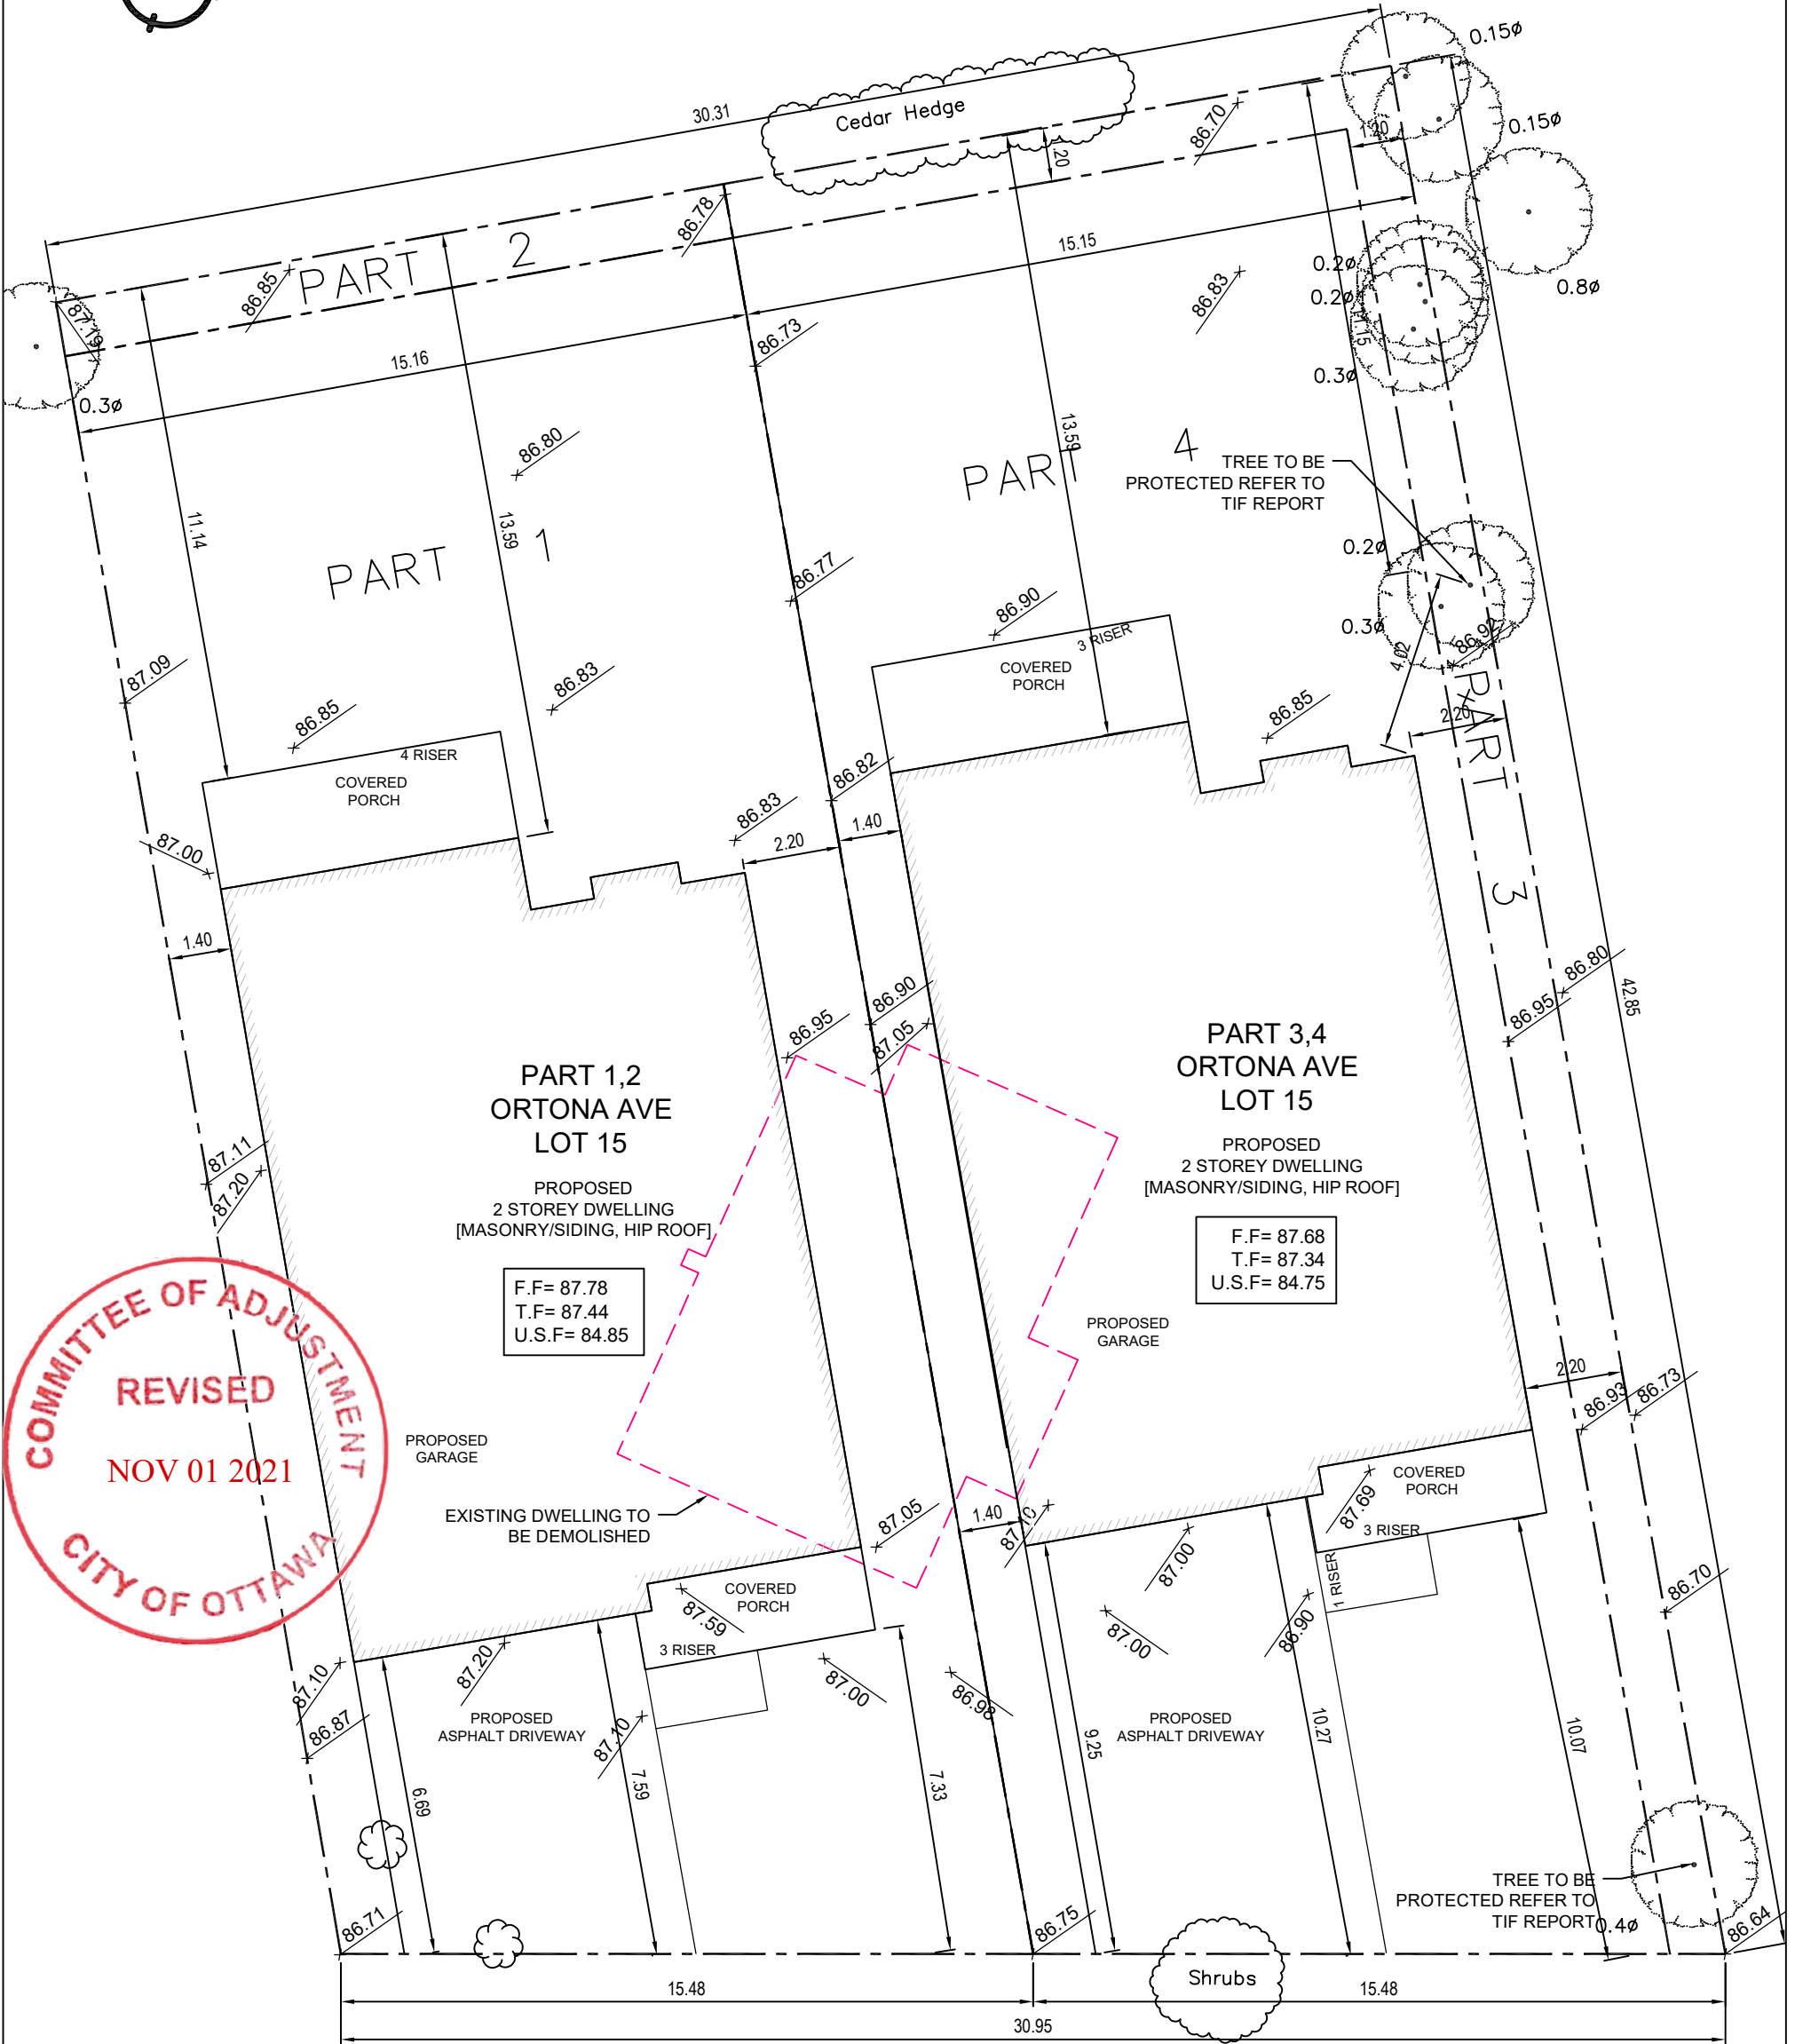 0.15ø
30.31
Cedar Hedge
86.70
1.20
0.15ø
.20
86.78
PART 2
15.15
0.2ø
0.2ø
0.8ø
86.85
86.83
87.19
86.73
15.16
0.3ø
0.3ø
13.59
86.80
PART 4
TREE TO BE
PROTECTED REFER TO
TIF REPORT
11.14
13.59
PART 1
0.2ø
86.77
86.90
0.3ø
86.92
4.02
3 RISER
COVERED
PORCH
87.09
86.83
86.85
86.85
2.20
PART 3
4 RISER
COVERED
PORCH
86.82
86.83
87.00
2.20
1.40
1.40
86.80
42.85
86.90
86.95
86.95
87.05
PART 1,2
ORTONA AVE
LOT 15
PART 3,4
ORTONA AVE
LOT 15
87.11
87.20
PROPOSED
2 STOREY DWELLING
[MASONRY/SIDING, HIP ROOF]
PROPOSED
2 STOREY DWELLING
[MASONRY/SIDING, HIP ROOF]
F.F= 87.78
T.F= 87.44
U.S.F= 84.85
F.F= 87.68
T.F= 87.34
U.S.F= 84.75
COMMITTEE OF ADJUSTMENT
REVISED
NOV 01 2021
CITY OF OTTAWA
PROPOSED
GARAGE
PROPOSED
GARAGE
2.20
86.93
86.73
EXISTING DWELLING TO
BE DEMOLISHED
87.05
1.40
87.10
87.69
COVERED
PORCH
3 RISER
87.00
1 RISER
86.70
COVERED
PORCH
87.59
3 RISER
87.00
86.90
87.20
87.00
86.98
87.10
86.87
PROPOSED
ASPHALT DRIVEWAY
87.10
PROPOSED
ASPHALT DRIVEWAY
10.27
9.25
10.07
6.69
7.59
7.33
TREE TO BE
PROTECTED REFER TO
TIF REPORT
0.4ø
86.71
86.75
86.64
Shrubs
15.48
15.48
30.95